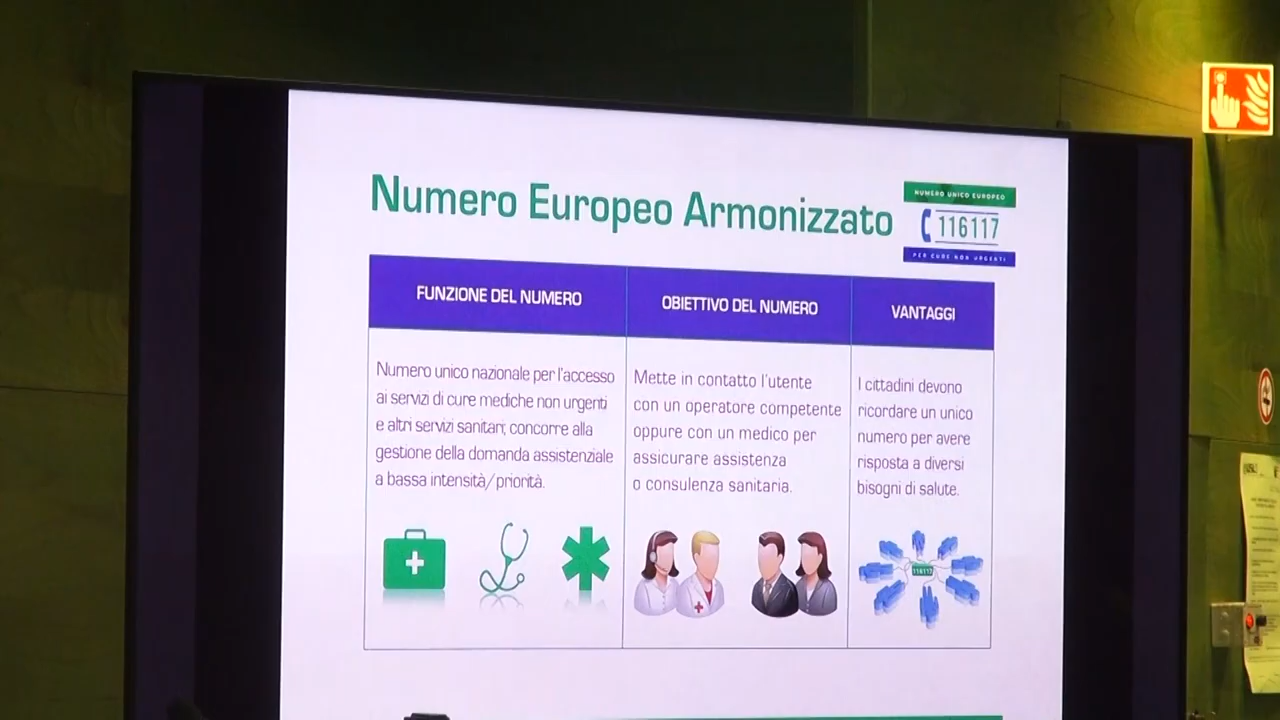 Numero Europeo Armonizzato
NUMERO UNICO EUROPEO
116117
PER CURE NON URGENTI
FUNZIONE DEL NUMERO
OBIETTIVO DEL NUMERO
VANTAGGI
Numero unico nazionale per l'accesso
ai servizi di cure mediche non urgenti
e altri servizi sanitari; concorre alla
gestione della domanda assistenziale
a bassa intensità/priorità.
Mette in contatto l'utente
con un operatore competente
oppure con un medico per
assicurare assistenza
o consulenza sanitaria.
I cittadini devono
ricordare un unico
numero per avere
risposta a diversi
bisogni di salute.
116117